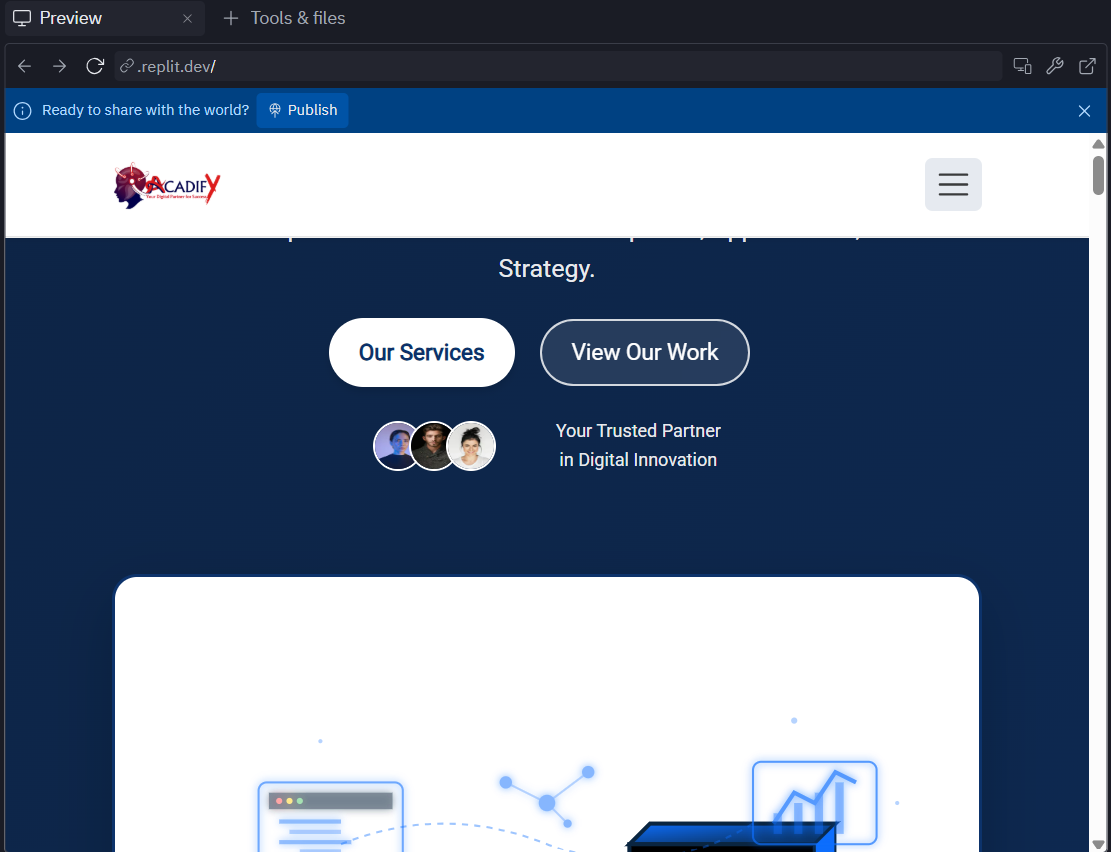 Preview
Tools & files
.replit.dev/
Ready to share with the world?
Publish
ACADIFY
Your Digital Partner for Success
Strategy.
Our Services
View Our Work
Your Trusted Partner
in Digital Innovation